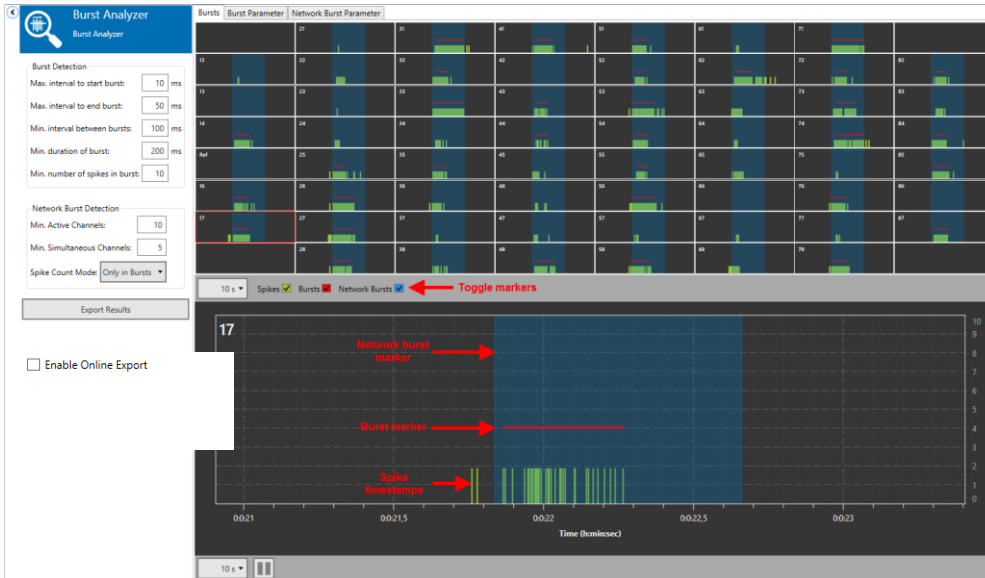 Burst Analyzer
Burst Analyzer
Burst Detection
Max. interval to start burst: 10 ms
Max. interval to end burst: 50 ms
Min. interval between bursts: 100 ms
Min. duration of burst: 200 ms
Min. number of spikes in burst: 10
Network Burst Detection
Min. Active Channels: 10
Min. Simultaneous Channels: 5
Spike Count Mode: Only in Bursts
Export Results
Enable Online Export
Bursts Burst Parameter Network Burst Parameter
21 31 41 51 61 71
12 22 32 42 52 62 72 82
13 23 33 43 53 63 73 83
14 24 34 44 54 64 74 84
Ref 25 35 45 55 65 75 85
16 26 36 46 56 66 76 86
17 27 37 47 57 67 77 87
28 38 48 58 68 78
10 s Spikes Bursts Network Bursts Toggle markers
17
Network burst
marker
Burst marker
Spike
timestamps
10
9
8
7
6
5
4
3
2
1
0
0:0:21 0:0:21,5 0:0:22 0:0:22,5 0:0:23
Time (h:min:sec)
10 s